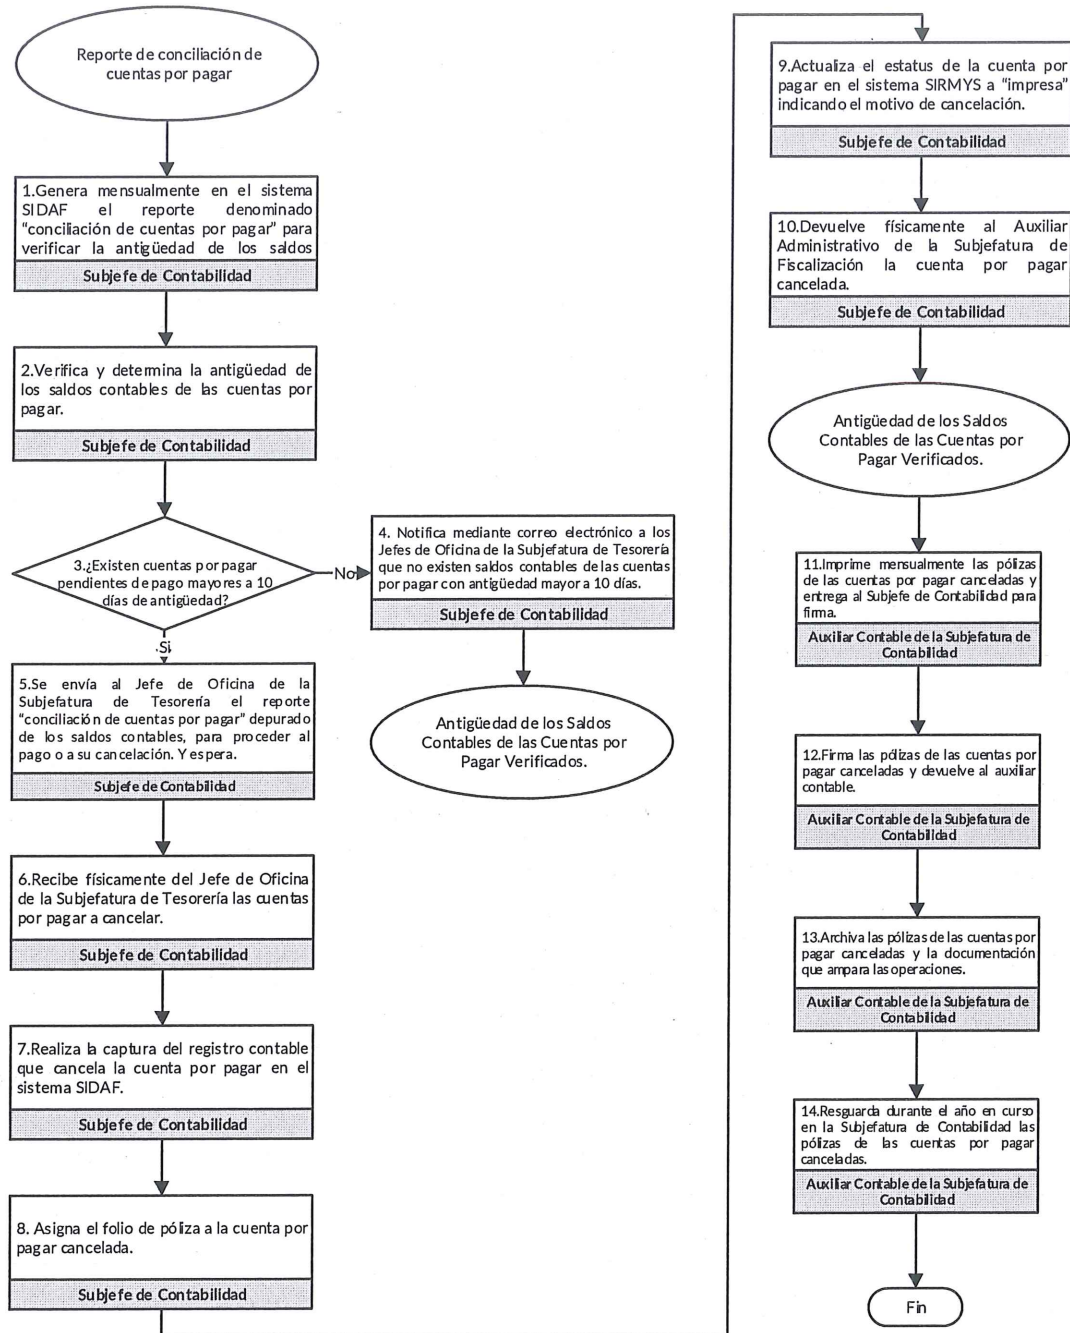 Reporte de conciliación de
cuentas por pagar
1.Genera mensualmente en el sistema
SIDAF el reporte denominado
"conciliación de cuentas por pagar" para
verificar la antigüedad de los saldos
Subjefe de Contabilidad
2.Verifica y determina la antigüedad de
los saldos contables de las cuentas por
pagar.
Subjefe de Contabilidad
3.¿Existen cuentas por pagar
pendientes de pago mayores a 10
días de antigüedad?
No
4. Notifica mediante correo electrónico a los
Jefes de Oficina de la Subjefatura de Tesorería
que no existen saldos contables de las cuentas
por pagar con antigüedad mayor a 10 días.
Subjefe de Contabilidad
Antigüedad de los Saldos
Contables de las Cuentas por
Pagar Verificados.
Si
5.Se envía al Jefe de Oficina de la
Subjefatura de Tesorería el reporte
"conciliación de cuentas por pagar" depurado
de los saldos contables, para proceder al
pago o a su cancelación. Y espera.
Subjefe de Contabilidad
6.Recibe físicamente del Jefe de Oficina
de la Subjefatura de Tesorería las cuentas
por pagar a cancelar.
Subjefe de Contabilidad
7.Realiza la captura del registro contable
que cancela la cuenta por pagar en el
sistema SIDAF.
Subjefe de Contabilidad
8. Asigna el folio de póliza a la cuenta por
pagar cancelada.
Subjefe de Contabilidad
9.Actualiza el estatus de la cuenta por
pagar en el sistema SIRMYS a "impresa"
indicando el motivo de cancelación.
Subjefe de Contabilidad
10.Devuelve físicamente al Auxiliar
Administrativo de la Subjefatura de
Fiscalización la cuenta por pagar
cancelada.
Subjefe de Contabilidad
Antigüedad de los Saldos
Contables de las Cuentas por
Pagar Verificados.
11.Imprime mensualmente las pólizas
de las cuentas por pagar canceladas y
entrega al Subjefe de Contabilidad para
firma.
Auxiliar Contable de la Subjefatura de
Contabilidad
12.Firma las pólizas de las cuentas por
pagar canceladas y devuelve al auxiliar
contable.
Auxiliar Contable de la Subjefatura de
Contabilidad
13.Archiva las pólizas de las cuentas por
pagar canceladas y la documentación
que ampara las operaciones.
Auxiliar Contable de la Subjefatura de
Contabilidad
14.Resguarda durante el año en curso
en la Subjefatura de Contabilidad las
pólizas de las cuentas por pagar
canceladas.
Auxiliar Contable de la Subjefatura de
Contabilidad
Fin